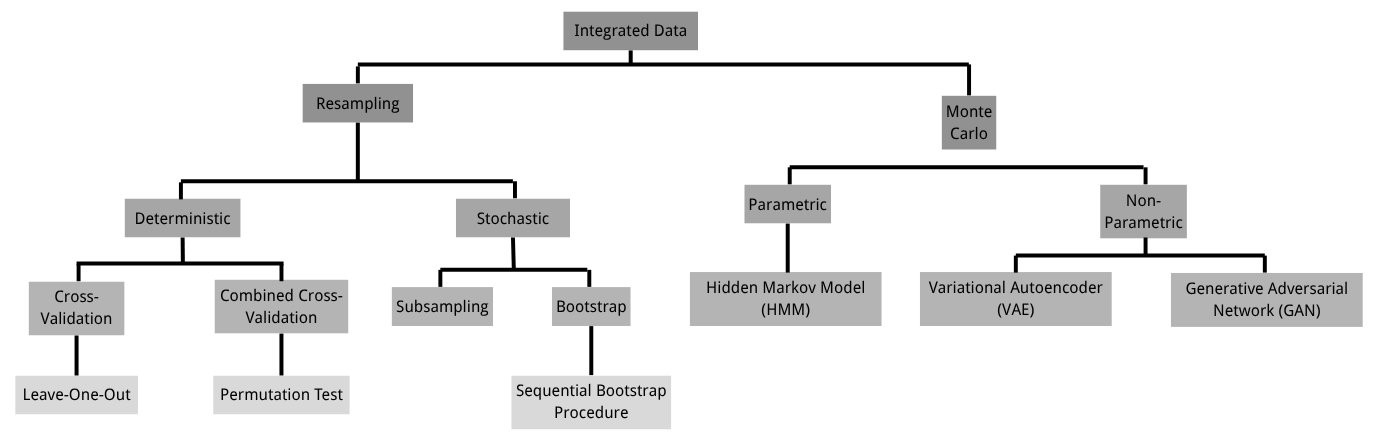 Integrated Data
Resampling
Monte
Carlo
Deterministic
Stochastic
Parametric
Non-
Parametric
Cross-
Validation
Combined Cross-
Validation
Subsampling
Bootstrap
Hidden Markov Model
(HMM)
Variational Autoencoder
(VAE)
Generative Adversarial
Network (GAN)
Leave-One-Out
Permutation Test
Sequential Bootstrap
Procedure